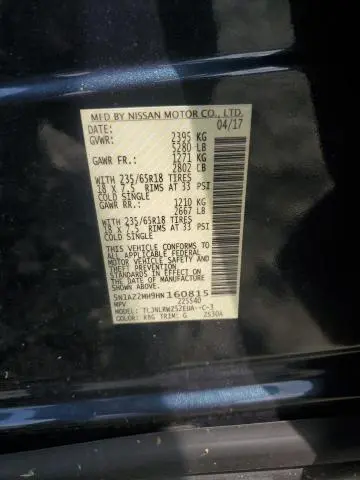 MFD BY NISSAN MOTOR CO., LTD.
DATE: 04/17
GVWR: 2395 KG
5280 LB
GAWR FR.: 1271 KG
2802 LB
WITH 235/65R18 TIRES
18 X 7.5 RIMS AT 33 PSI
COLD SINGLE
GAWR RR.: 1210 KG
2667 LB
WITH 235/65R18 TIRES
18 X 7.5 RIMS AT 33 PSI
COLD SINGLE
THIS VEHICLE CONFORMS TO
ALL APPLICABLE FEDERAL
MOTOR VEHICLE SAFETY
AND THEFT PREVENTION
STANDARDS IN EFFECT ON
THE DATE OF MANUFACTURE
SHOWN ABOVE.
5N1AZ2MH9HN160815
MPV 225540
MODEL:
COLOR: RBG TRIM: G 2530A